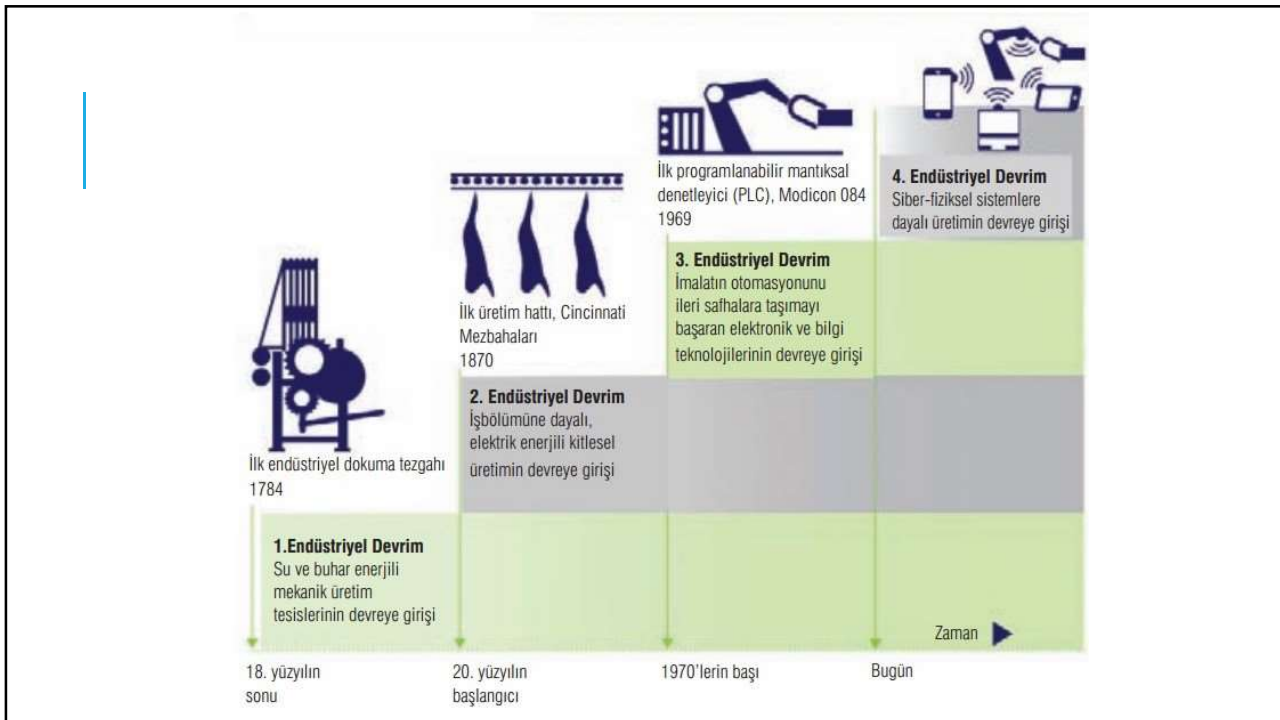 İlk endüstriyel dokuma tezgahı
1784
1.Endüstriyel Devrim
Su ve buhar enerjili
mekanik üretim
tesislerinin devreye girişi
18. yüzyılın
sonu
İlk üretim hattı, Cincinnati
Mezbahaları
1870
2. Endüstriyel Devrim
İşbölümüne dayalı,
elektrik enerjili kitlesel
üretimin devreye girişi
20. yüzyılın
başlangıcı
İlk programlanabilir mantıksal
denetleyici (PLC), Modicon 084
1969
3. Endüstriyel Devrim
İmalatın otomasyonunu
ileri safhalara taşımayı
başaran elektronik ve bilgi
teknolojilerinin devreye girişi
1970'lerin başı
4. Endüstriyel Devrim
Siber-fiziksel sistemlere
dayalı üretimin devreye girişi
Zaman
Bugün